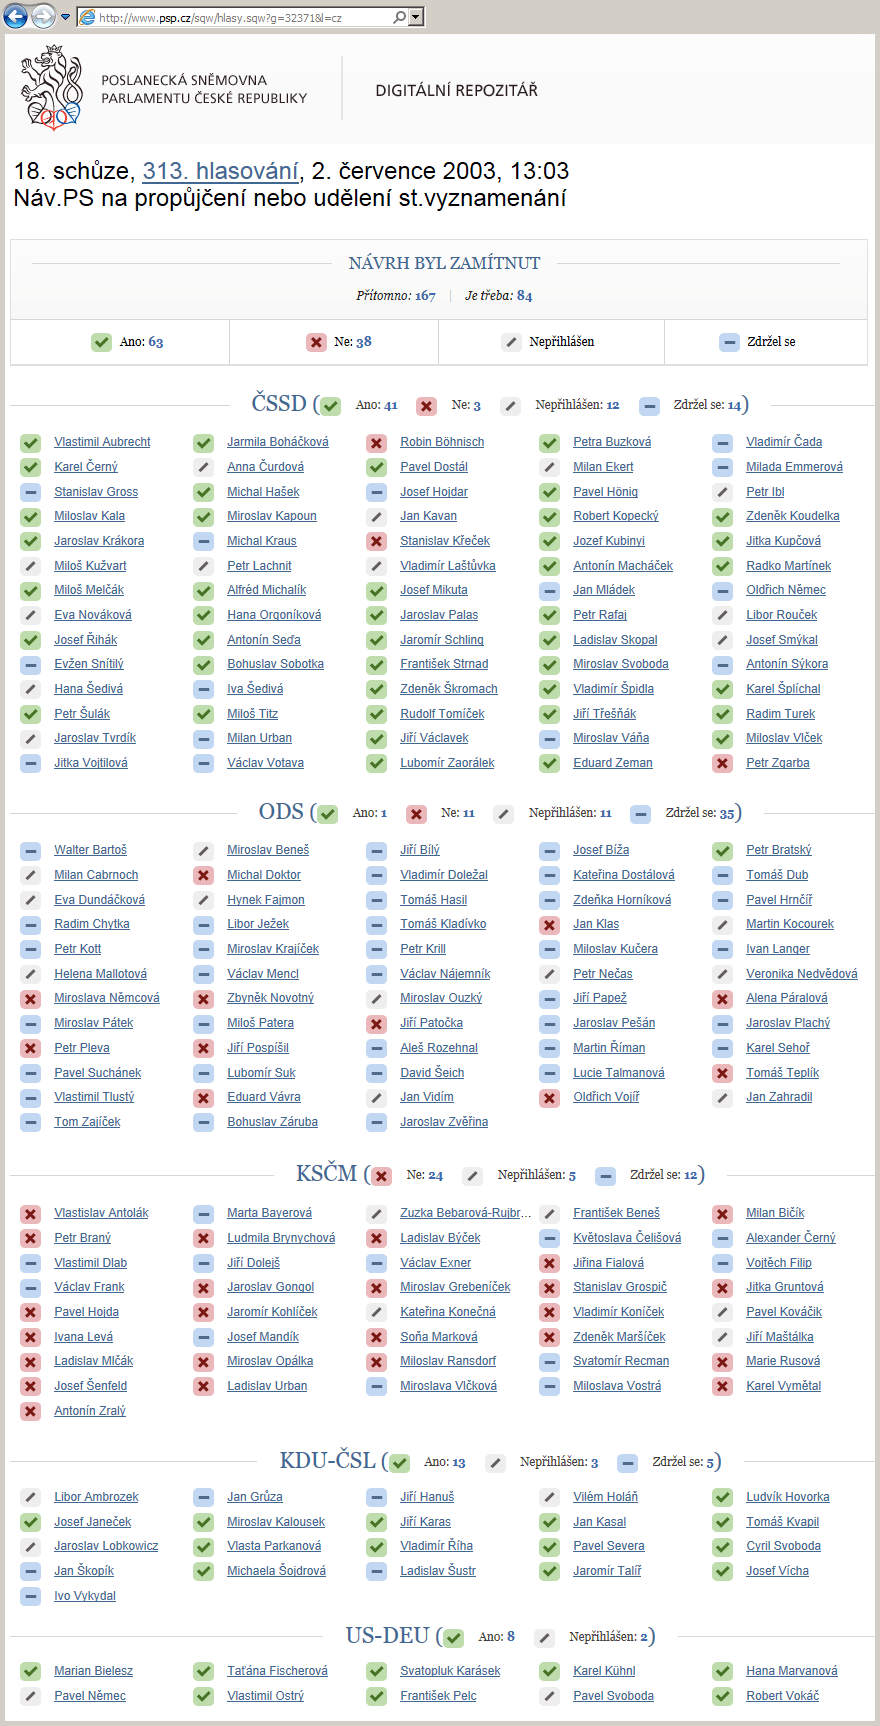 http://www.psp.cz/sqw/hlasy.sqw?g=32371&l=cz
POSLANECKÁ SNĚMOVNA
PARLAMENTU ČESKÉ REPUBLIKY
DIGITÁLNÍ REPOZITÁŘ
18. schůze, 313. hlasování, 2. července 2003, 13:03
Náv.PS na propůjčení nebo udělení st.vyznamenání
NÁVRH BYL ZAMÍTNUT
Přítomno: 167 | Je třeba: 84
Ano: 63 Ne: 38 Nepřihlášen Zdržel se
ČSSD ( Ano: 41 Ne: 3 Nepřihlášen: 12 Zdržel se: 14)
Vlastimil Aubrecht Jarmila Boháčková Robin Böhnisch Petra Buzková Vladimír Čada
Karel Černý Anna Čurdová Pavel Dostál Milan Ekert Milada Emmerová
Stanislav Gross Michal Hašek Josef Hojdar Pavel Hönig Petr Ibl
Miloslav Kala Miroslav Kapoun Jan Kavan Robert Kopecký Zdeněk Koudelka
Jaroslav Krákora Michal Kraus Stanislav Křeček Jozef Kubinyi Jitka Kupčová
Miloš Kužvart Petr Lachnit Vladimír Laštůvka Antonín Macháček Radko Martínek
Miloš Melčák Alfréd Michalík Josef Mikuta Jan Mládek Oldřich Němec
Eva Nováková Hana Orgoníková Jaroslav Palas Petr Rafaj Libor Rouček
Josef Řihák Antonín Seďa Jaromír Schling Ladislav Skopal Josef Smýkal
Evžen Snítilý Bohuslav Sobotka František Strnad Miroslav Svoboda Antonín Sýkora
Hana Šedivá Iva Šedivá Zdeněk Škromach Vladimír Špidla Karel Šplíchal
Petr Šulák Miloš Titz Rudolf Tomíček Jiří Třešňák Radim Turek
Jaroslav Tvrdík Milan Urban Jiří Václavek Miroslav Váňa Miloslav Vlček
Jitka Vojtilová Václav Votava Lubomír Zaorálek Eduard Zeman Petr Zgarba
ODS ( Ano: 1 Ne: 11 Nepřihlášen: 11 Zdržel se: 35)
Walter Bartoš Miroslav Beneš Jiří Bílý Josef Bíža Petr Bratský
Milan Cabrnoch Michal Doktor Vladimír Doležal Kateřina Dostálová Tomáš Dub
Eva Dundáčková Hynek Fajmon Tomáš Hasil Zdeňka Horníková Pavel Hrnčíř
Radim Chytka Libor Ježek Tomáš Kladívko Jan Klas Martin Kocourek
Petr Kott Miroslav Krajíček Petr Krill Miloslav Kučera Ivan Langer
Helena Mallotová Václav Mencl Václav Nájemník Petr Nečas Veronika Nedvědová
Miroslava Němcová Zbyněk Novotný Miroslav Ouzký Jiří Papež Alena Páralová
Miroslav Pátek Miloš Patera Jiří Patočka Jaroslav Pešán Jaroslav Plachý
Petr Pleva Jiří Pospíšil Aleš Rozehnal Martin Říman Karel Sehoř
Pavel Suchánek Lubomír Suk David Šeich Lucie Talmanová Tomáš Teplík
Vlastimil Tlustý Eduard Vávra Jan Vidím Oldřich Vojíř Jan Zahradil
Tom Zajíček Bohuslav Záruba Jaroslav Zvěřina
KSČM ( Ne: 24 Nepřihlášen: 5 Zdržel se: 12)
Vlastislav Antolák Marta Bayerová Zuzka Bebarová-Rujbr... František Beneš Milan Bičík
Petr Braný Ludmila Brynychová Ladislav Býček Květoslava Čelišová Alexander Černý
Vlastimil Dlab Jiří Dolejš Václav Exner Jiřina Fialová Vojtěch Filip
Václav Frank Jaroslav Gongol Miroslav Grebeníček Stanislav Grospič Jitka Gruntová
Pavel Hojda Jaromír Kohlíček Kateřina Konečná Vladimír Koníček Pavel Kováčik
Ivana Levá Josef Mandík Soňa Marková Zdeněk Maršíček Jiří Maštálka
Ladislav Mlčák Miroslav Opálka Miloslav Ransdorf Svatomír Recman Marie Rusová
Josef Šenfeld Ladislav Urban Miroslava Vlčková Miloslava Vostrá Karel Vymětal
Antonín Zralý
KDU-ČSL ( Ano: 13 Nepřihlášen: 3 Zdržel se: 5)
Libor Ambrozek Jan Grůza Jiří Hanuš Vilém Holáň Ludvík Hovorka
Josef Janeček Miroslav Kalousek Jiří Karas Jan Kasal Tomáš Kvapil
Jaroslav Lobkowicz Vlasta Parkanová Vladimír Říha Pavel Severa Cyril Svoboda
Jan Škopík Michaela Šojdrová Ladislav Šustr Jaromír Talíř Josef Vícha
Ivo Vykydal
US-DEU ( Ano: 8 Nepřihlášen: 2)
Marian Bielesz Taťána Fischerová Svatopluk Karásek Karel Kühnl Hana Marvanová
Pavel Němec Vlastimil Ostrý František Pelc Pavel Svoboda Robert Vokáč